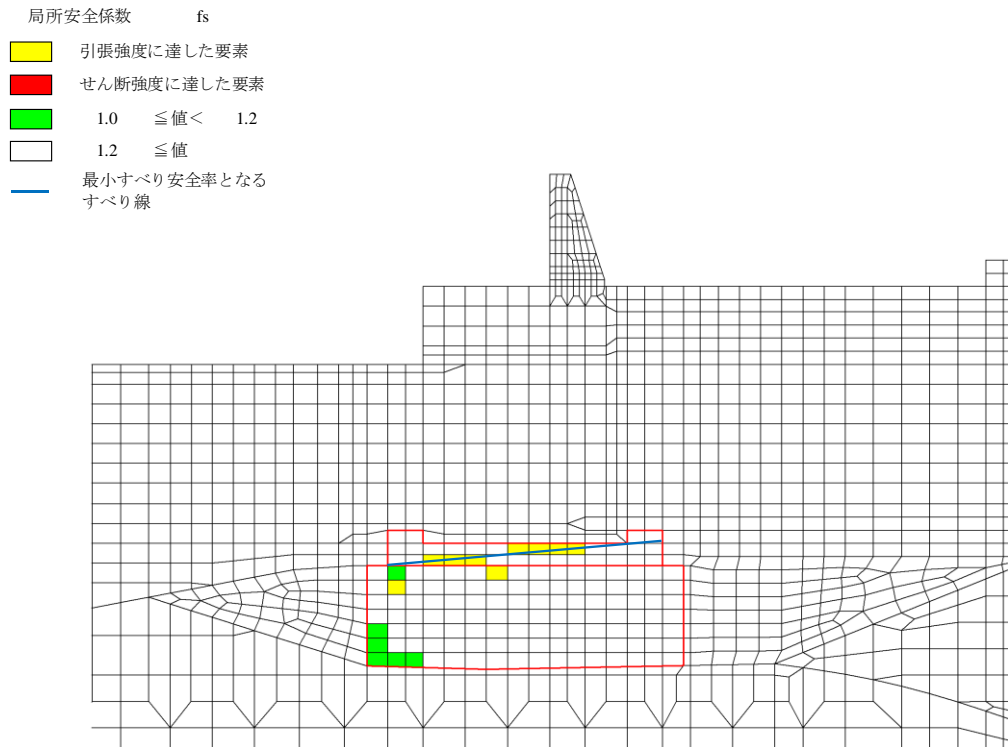 局所安全係数 fs
引張強度に達した要素
せん断強度に達した要素
1.0 ≦値＜ 1.2
1.2 ≦値
最小すべり安全率となる
すべり線